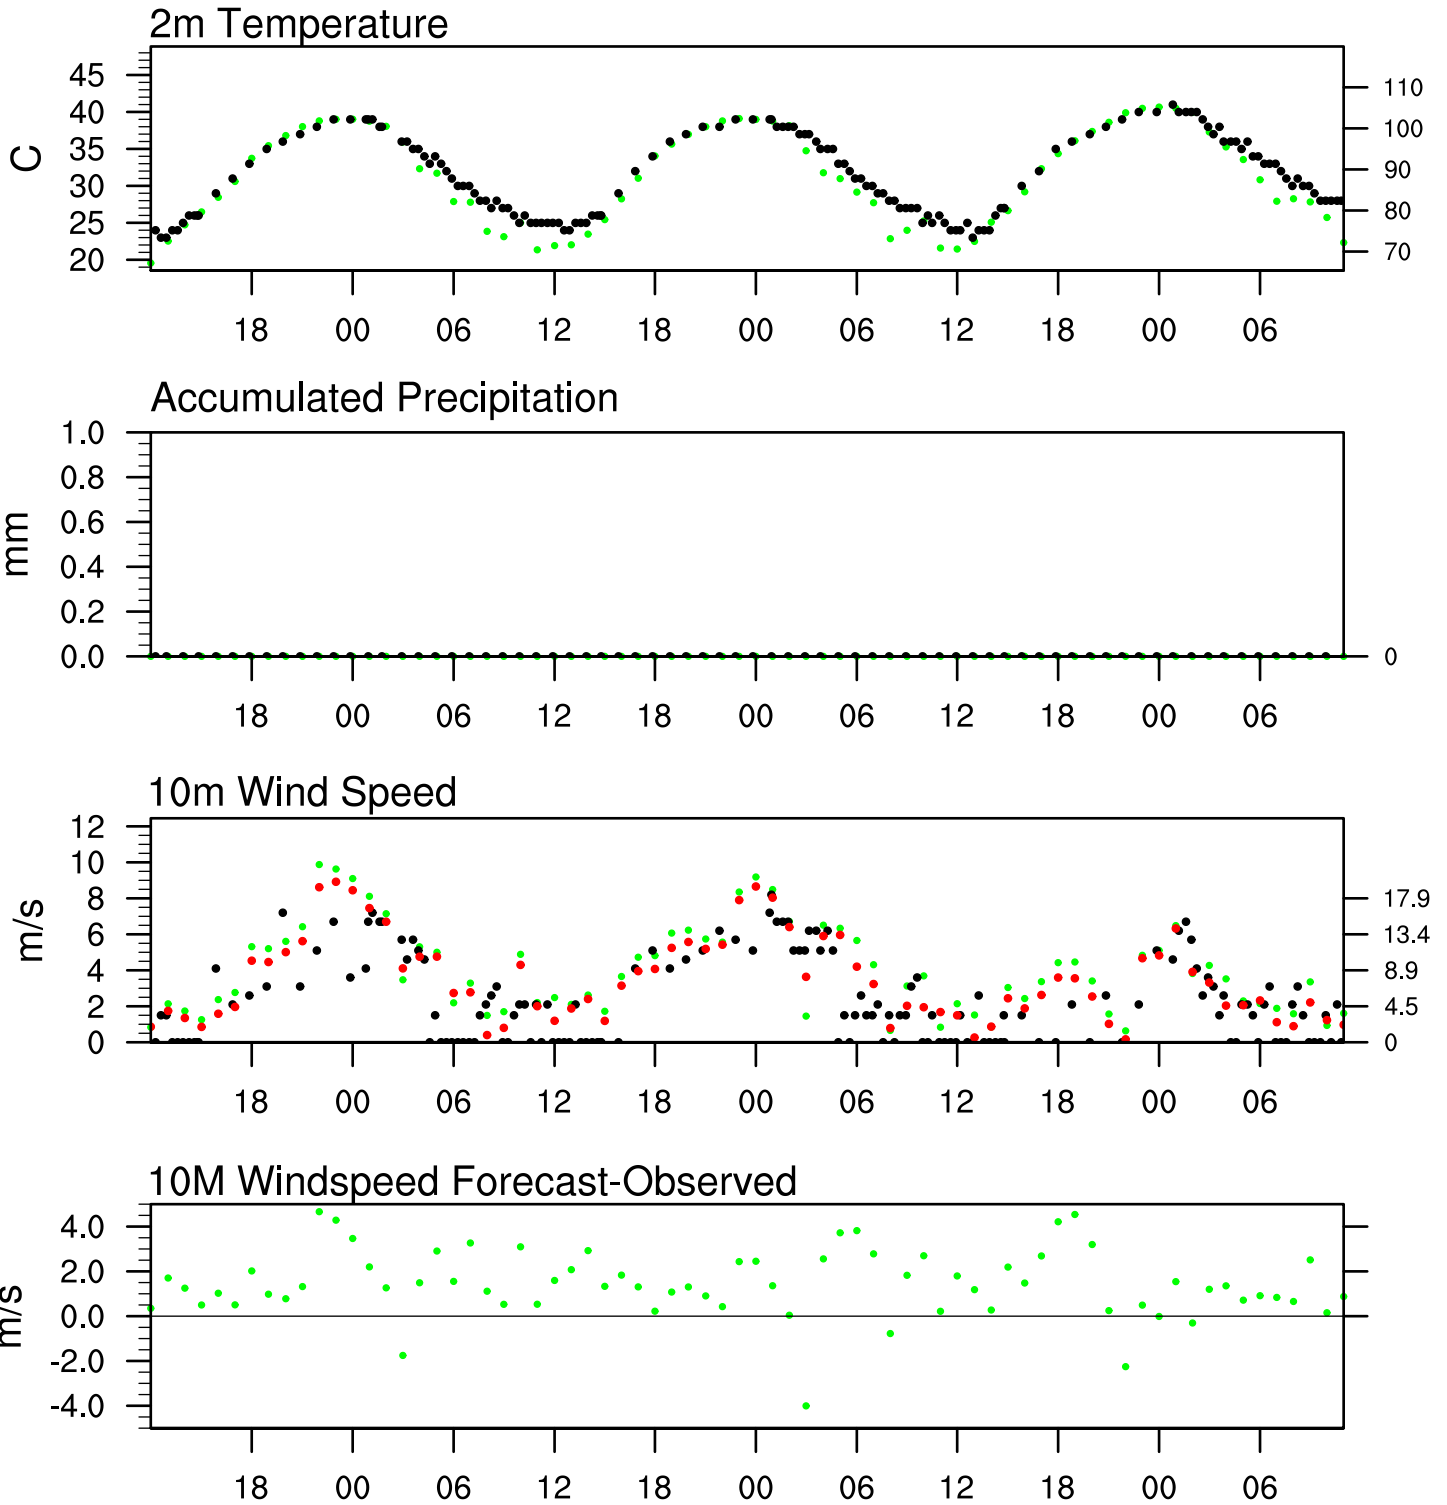 2m Temperature
45
40
35
30
25
20
C
110
100
90
80
70
18 00 06 12 18 00 06 12 18 00 06
Accumulated Precipitation
1.0
0.8
0.6
0.4
0.2
0.0
mm
0
18 00 06 12 18 00 06 12 18 00 06
10m Wind Speed
12
10
8
6
4
2
0
m/s
17.9
13.4
8.9
4.5
0
18 00 06 12 18 00 06 12 18 00 06
10M Windspeed Forecast-Observed
4.0
2.0
0.0
-2.0
-4.0
m/s
18 00 06 12 18 00 06 12 18 00 06